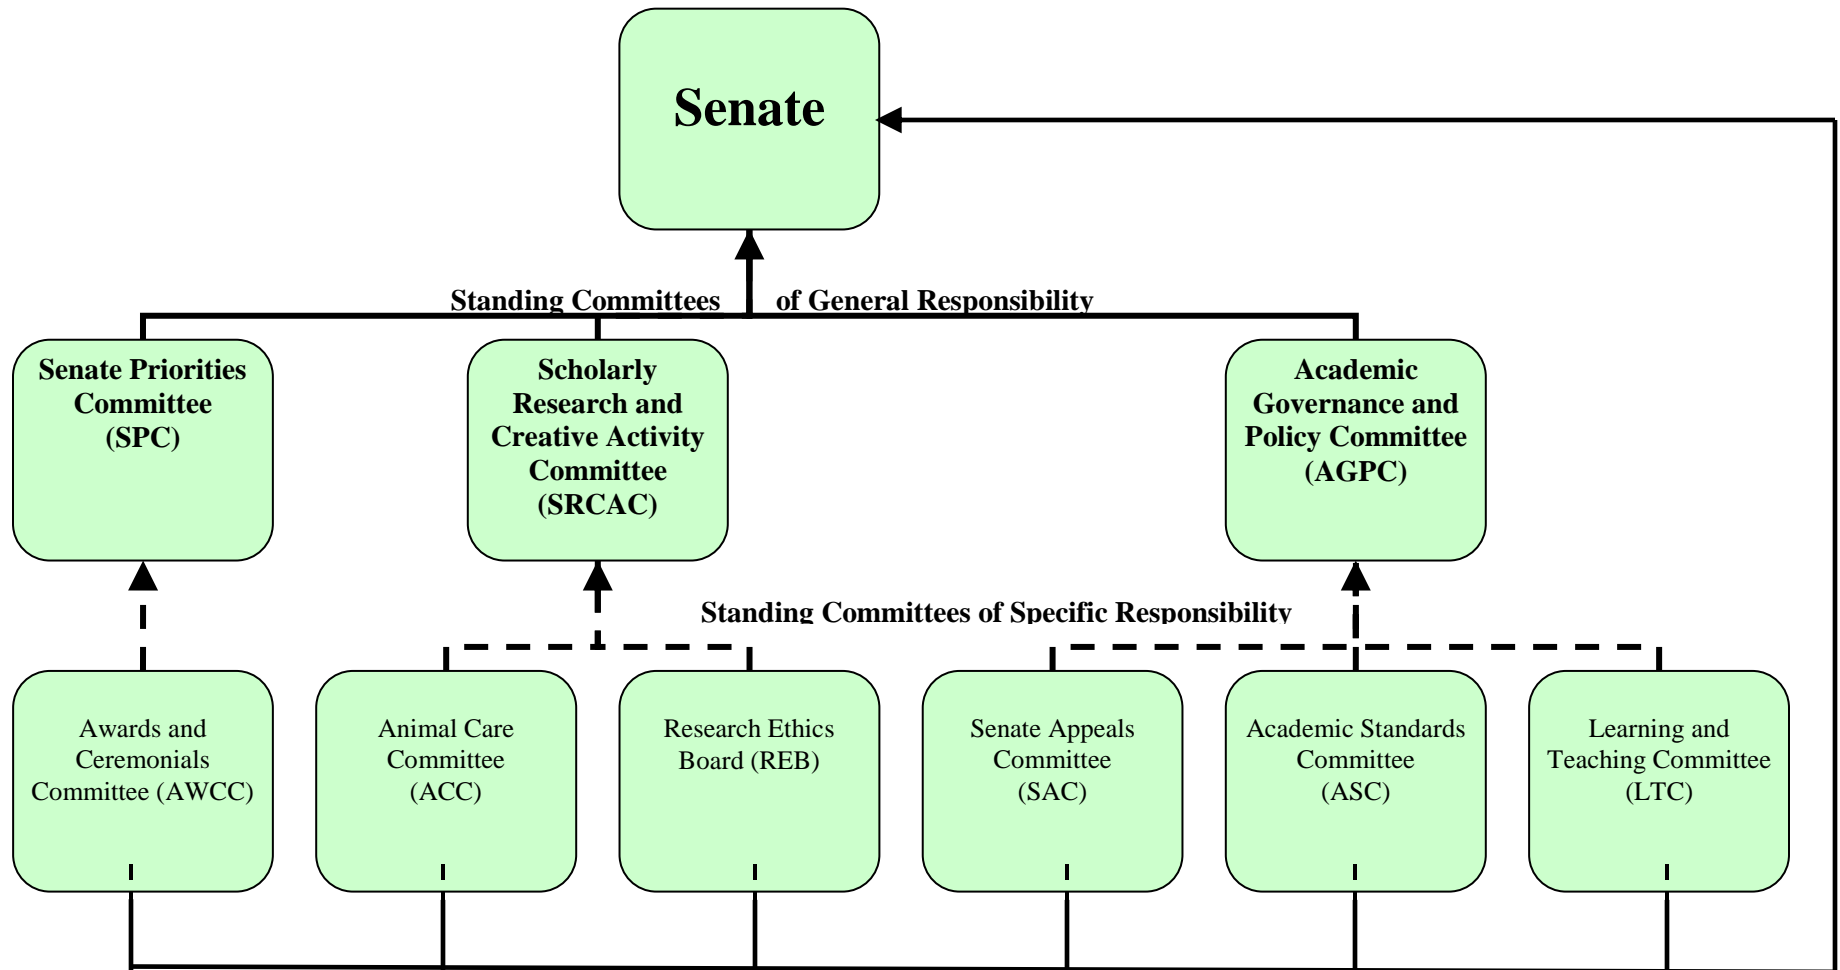 Senate
Standing Committees of General Responsibility
Senate Priorities
Committee
(SPC)
Scholarly
Research and
Creative Activity
Committee
(SRCAC)
Academic
Governance and
Policy Committee
(AGPC)
Standing Committees of Specific Responsibility
Awards and
Ceremonials
Committee (AWCC)
Animal Care
Committee
(ACC)
Research Ethics
Board (REB)
Senate Appeals
Committee
(SAC)
Academic Standards
Committee
(ASC)
Learning and
Teaching Committee
(LTC)